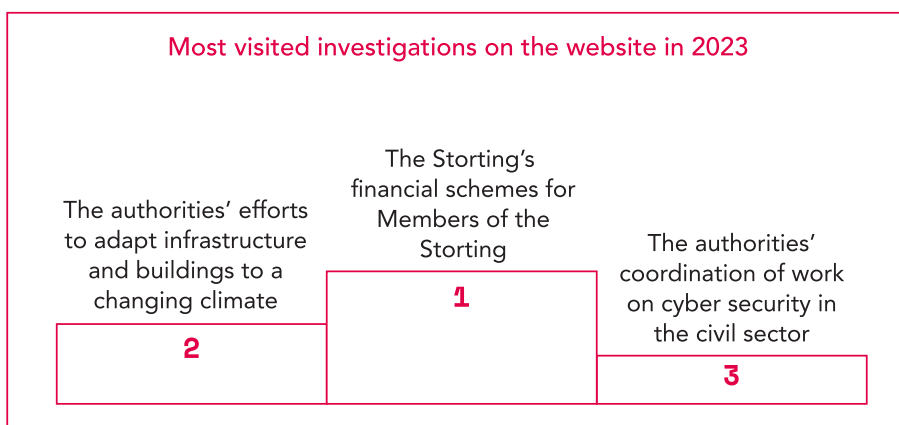 Most visited investigations on the website in 2023
The authorities’ efforts
to adapt infrastructure
and buildings to a
changing climate
2
The Storting’s
financial schemes for
Members of the
Storting
1
The authorities’
coordination of work
on cyber security in
the civil sector
3